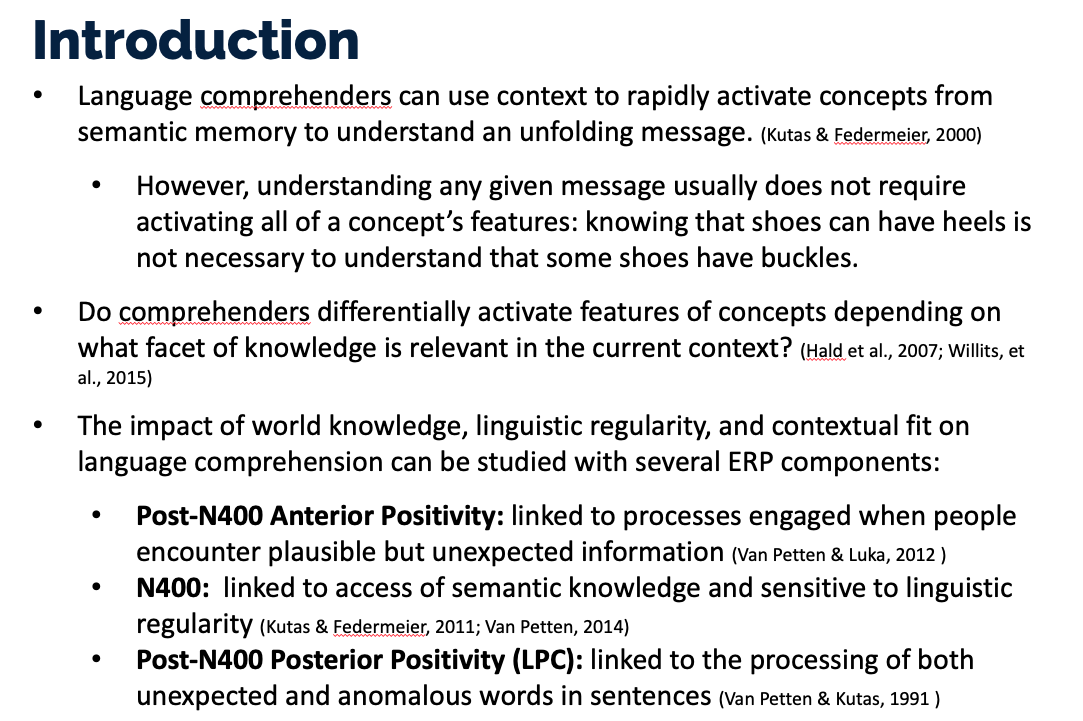 Introduction
• Language comprehenders can use context to rapidly activate concepts from
semantic memory to understand an unfolding message. (Kutas & Federmeier, 2000)
• However, understanding any given message usually does not require
activating all of a concept's features: knowing that shoes can have heels is
not necessary to understand that some shoes have buckles.
• Do comprehenders differentially activate features of concepts depending on
what facet of knowledge is relevant in the current context? (Hald et al., 2007; Willits, et
al., 2015)
• The impact of world knowledge, linguistic regularity, and contextual fit on
language comprehension can be studied with several ERP components:
• Post-N400 Anterior Positivity: linked to processes engaged when people
encounter plausible but unexpected information (Van Petten & Luka, 2012 )
• N400:  linked to access of semantic knowledge and sensitive to linguistic
regularity (Kutas & Federmeier, 2011; Van Petten, 2014)
• Post-N400 Posterior Positivity (LPC): linked to the processing of both
unexpected and anomalous words in sentences (Van Petten & Kutas, 1991 )